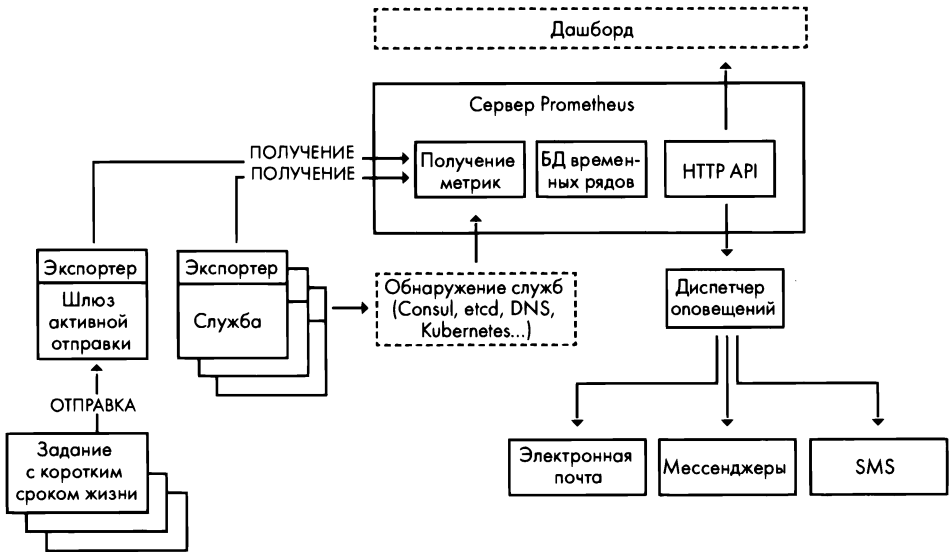 Дашборд
Сервер Prometheus
ПОЛУЧЕНИЕ
ПОЛУЧЕНИЕ
Получение
метрик
БД времен-
ных рядов
HTTP API
Экспортер
Шлюз
активной
отправки
Экспортер
Служба
Обнаружение служб
(Consul, etcd, DNS,
Kubernetes...)
Диспетчер
оповещений
ОТПРАВКА
Задание
с коротким
сроком жизни
Электронная
почта
Мессенджеры
SMS